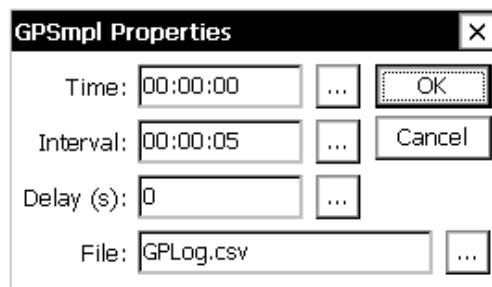 GPSmpl Properties
Time: 00:00:00 ... OK
Interval: 00:00:05 ... Cancel
Delay (s): 0 ...
File: GPLog.csv ...